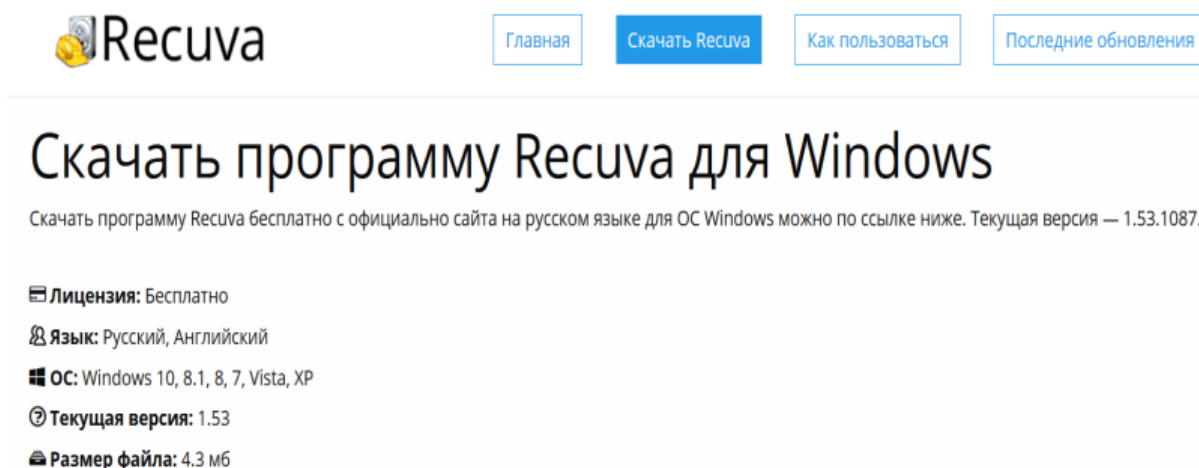 Recuva
Главная
Скачать Recuva
Как пользоваться
Последние обновления
Скачать программу Recuva для Windows
Скачать программу Recuva бесплатно с официально сайта на русском языке для ОС Windows можно по ссылке ниже. Текущая версия — 1.53.1087.
Лицензия: Бесплатно
Язык: Русский, Английский
ОС: Windows 10, 8.1, 8, 7, Vista, XP
Текущая версия: 1.53
Размер файла: 4.3 мб